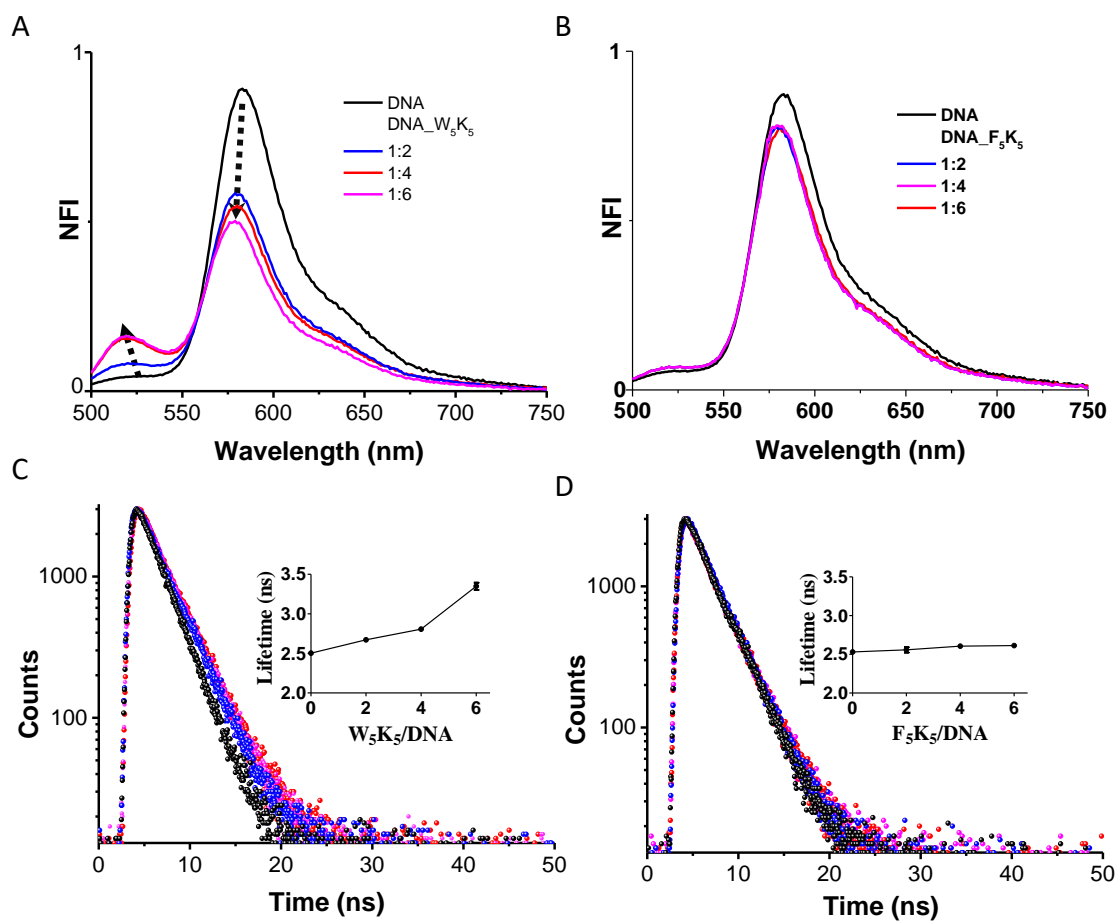 A
1
NFI
0
500 550 600 650 700 750
Wavelength (nm)
DNA
DNA_W₅K₅
1:2
1:4
1:6
B
1
NFI
0
500 550 600 650 700 750
Wavelength (nm)
DNA
DNA_F₅K₅
1:2
1:4
1:6
C
1000
100
Counts
0 10 20 30 40 50
Time (ns)
3.5
3.0
2.5
2.0
Lifetime (ns)
0 2 4 6
W₅K₅/DNA
D
1000
100
Counts
0 10 20 30 40 50
Time (ns)
3.5
3.0
2.5
2.0
Lifetime (ns)
0 2 4 6
F₅K₅/DNA